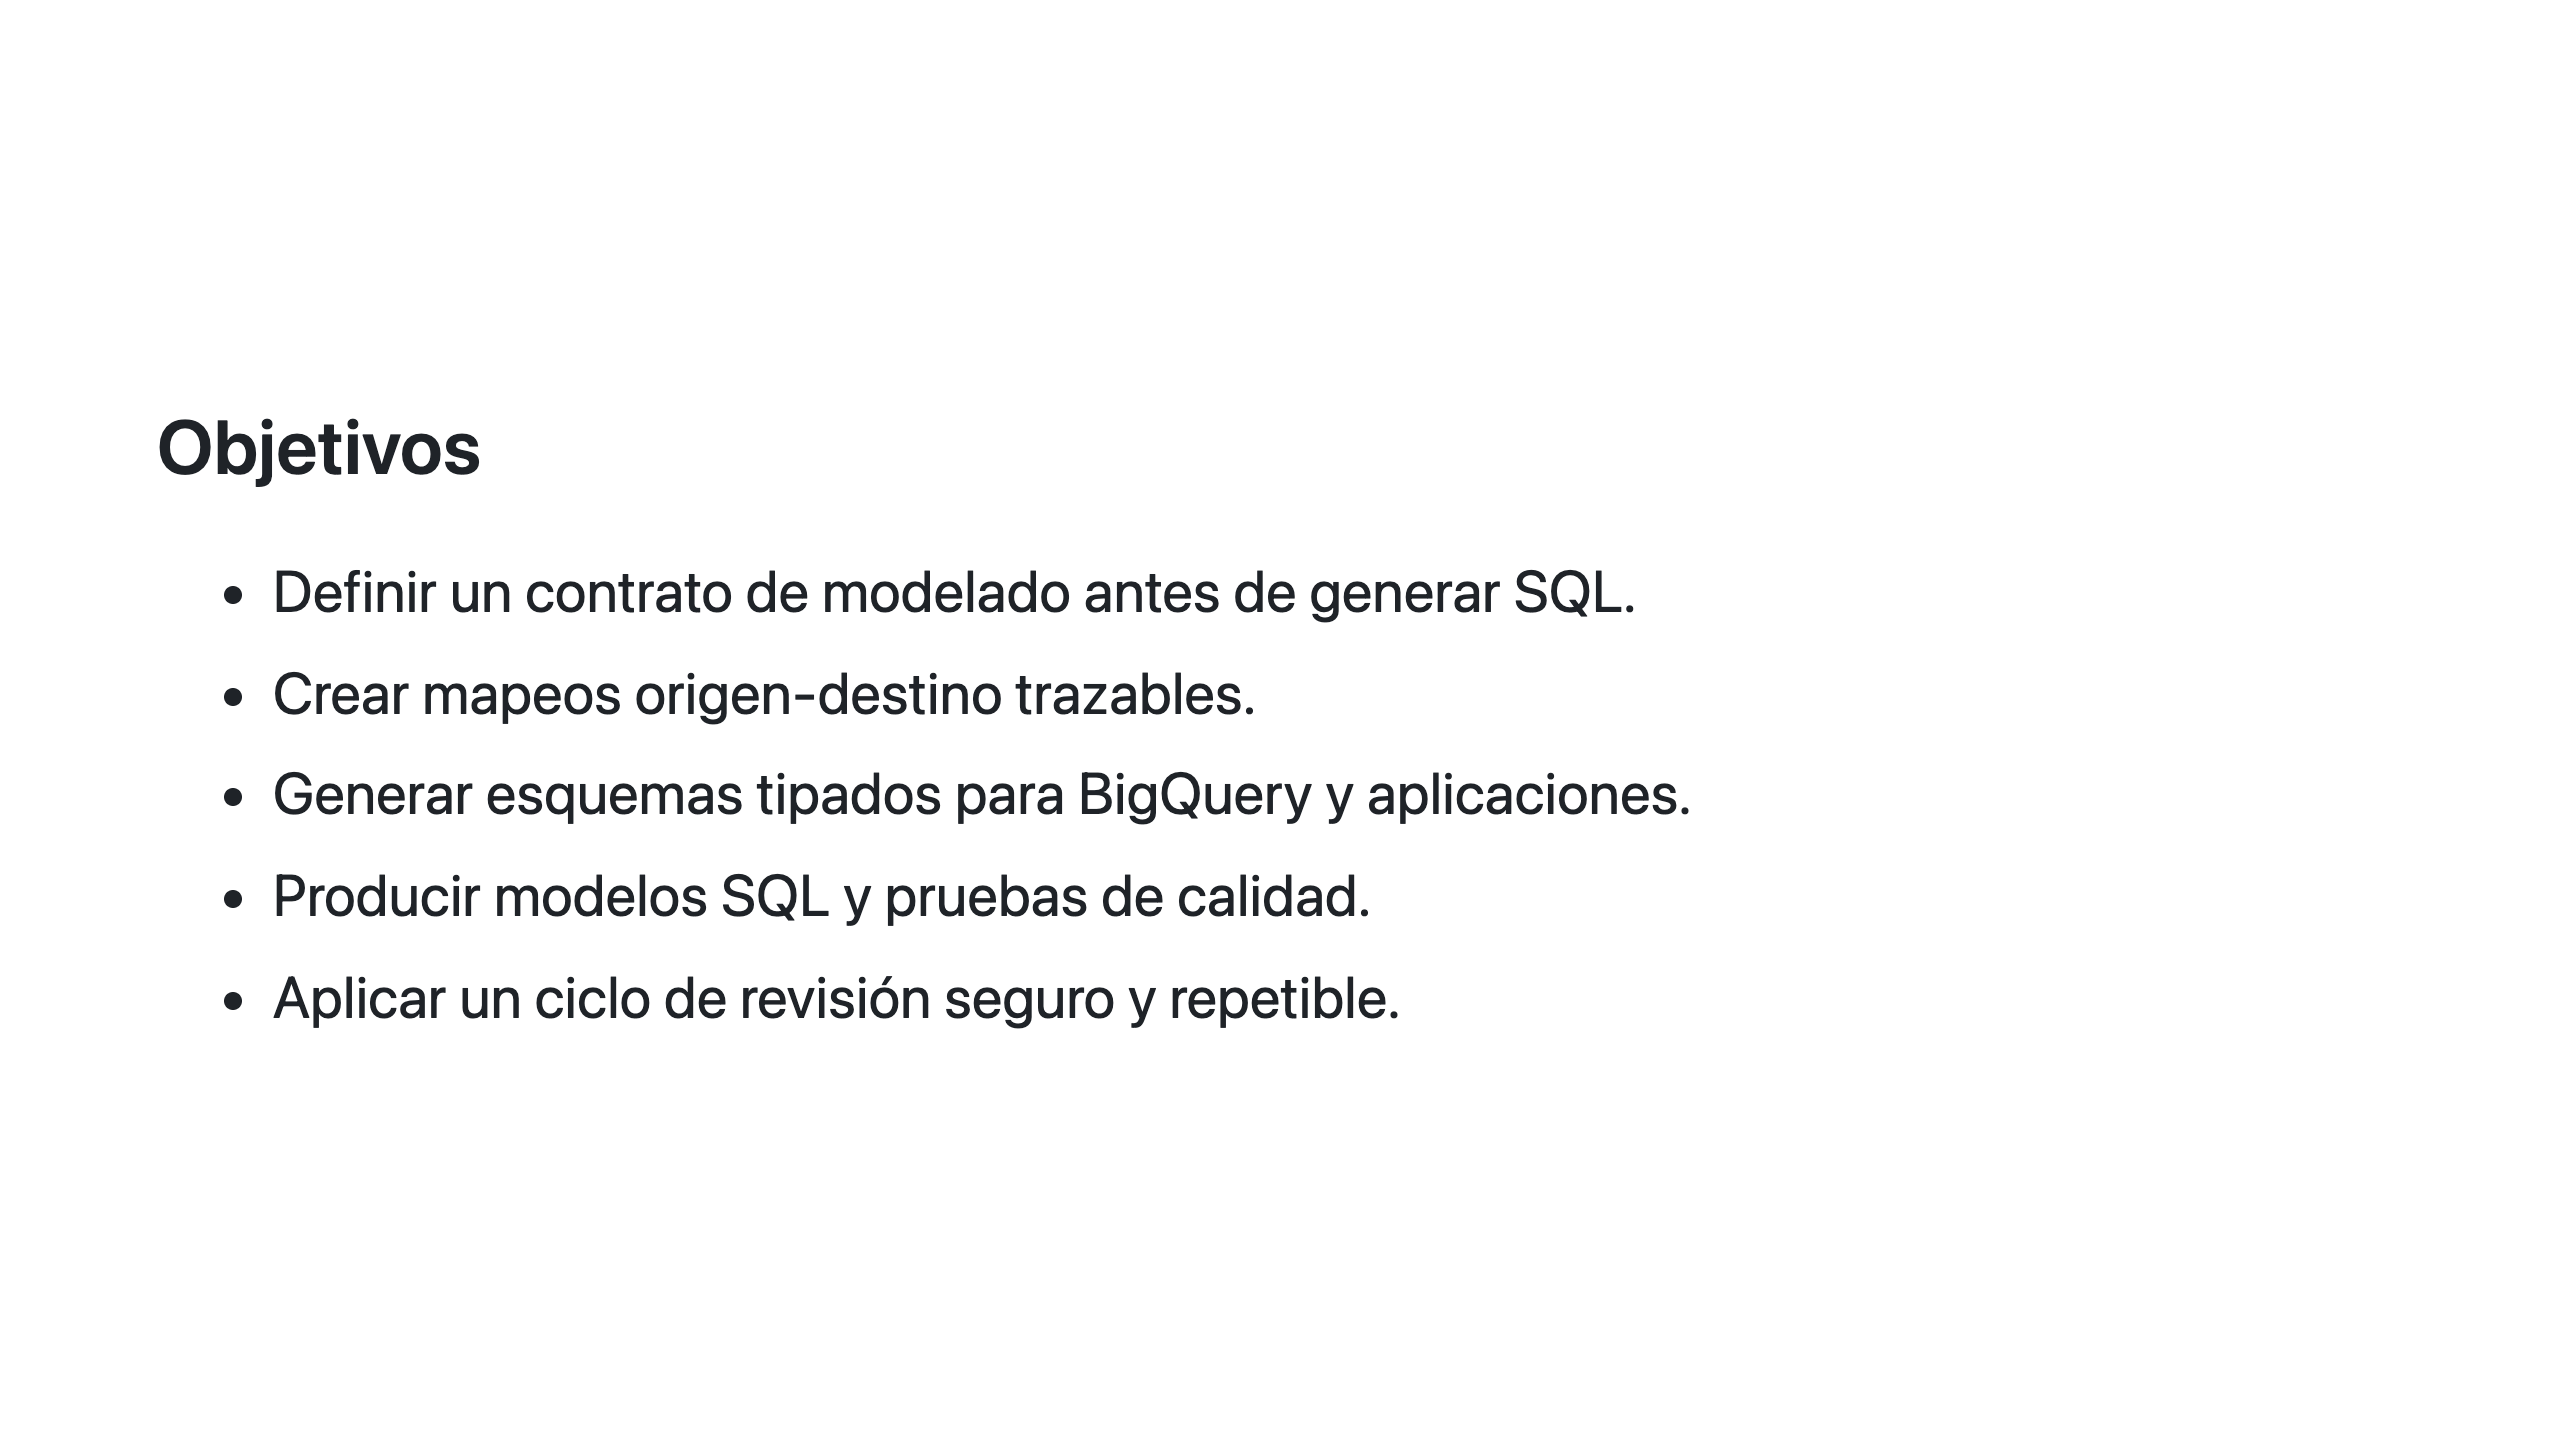 Objetivos
• Definir un contrato de modelado antes de generar SQL.
• Crear mapeos origen-destino trazables.
• Generar esquemas tipados para BigQuery y aplicaciones.
• Producir modelos SQL y pruebas de calidad.
• Aplicar un ciclo de revisión seguro y repetible.